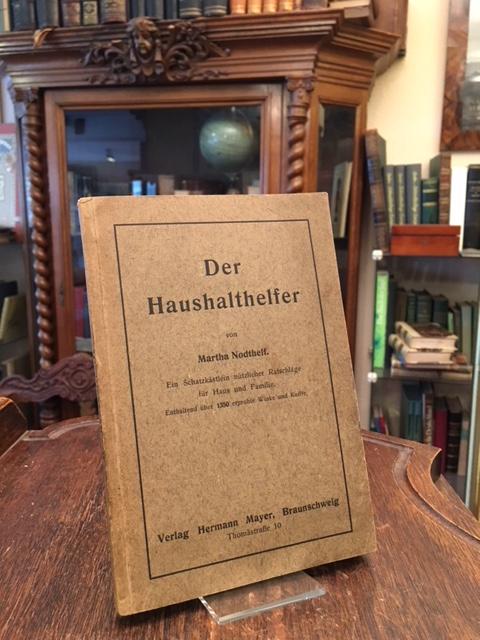 Der
Haushalthelfer
von
Martha Nodthelf.
Ein Schatzkästlein nützlicher Ratschläge
für Haus und Familie.
Enthaltend über 1350 erprobte Winke und Kniffe.
Verlag Hermann Mayer, Braunschweig
Thomästraße 10